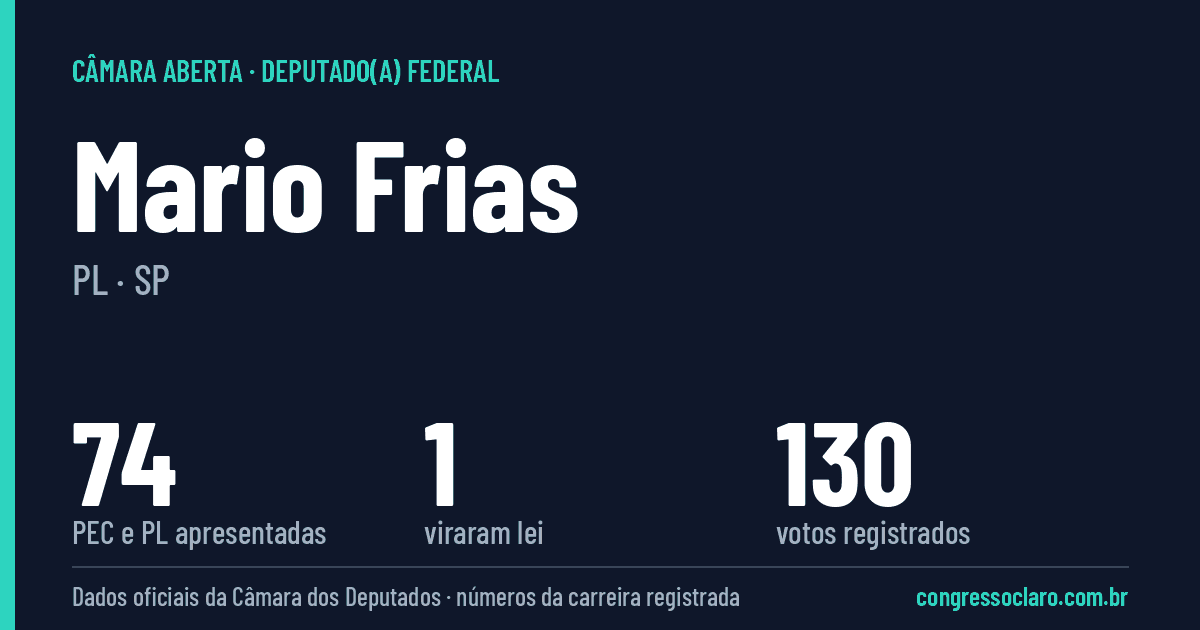 CÂMARA ABERTA · DEPUTADO(A) FEDERAL
Mario Frias
PL · SP
74
PEC e PL apresentadas
1
viraram lei
130
votos registrados
Dados oficiais da Câmara dos Deputados · números da carreira registrada
congressoclaro.com.br